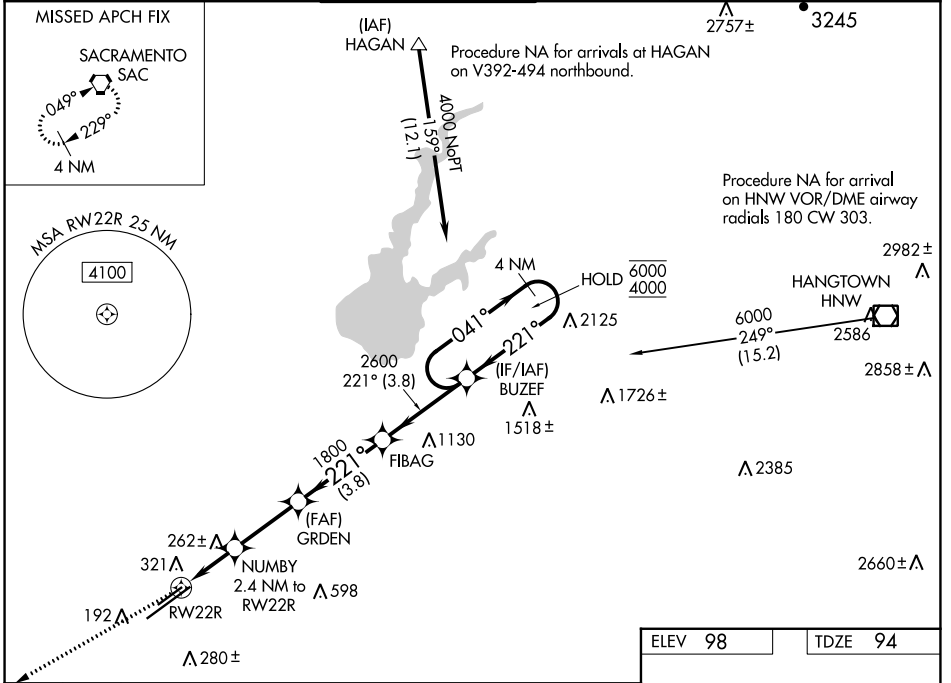 MISSED APCH FIX
SACRAMENTO
SAC
049°
229°
4 NM
MSA RW22R 25 NM
4100
(IAF)
HAGAN
Procedure NA for arrivals at HAGAN
on V392-494 northbound.
2757±
3245
4000 NoPT
159°
(12.1)
Procedure NA for arrival
on HNW VOR/DME airway
radials 180 CW 303.
2982±
4 NM
HOLD
6000
4000
041°
221°
2125
HANGTOWN
HNW
2586
6000
249°
(15.2)
2858±
2600
221° (3.8)
(IF/IAF)
BUZEF
1726±
1518±
1130
FIBAG
2385
1800
221°
(3.8)
(FAF)
GRDEN
262±
NUMBY
2.4 NM to
RW22R
321
598
2660±
RW22R
192
280±
ELEV 98
TDZE 94